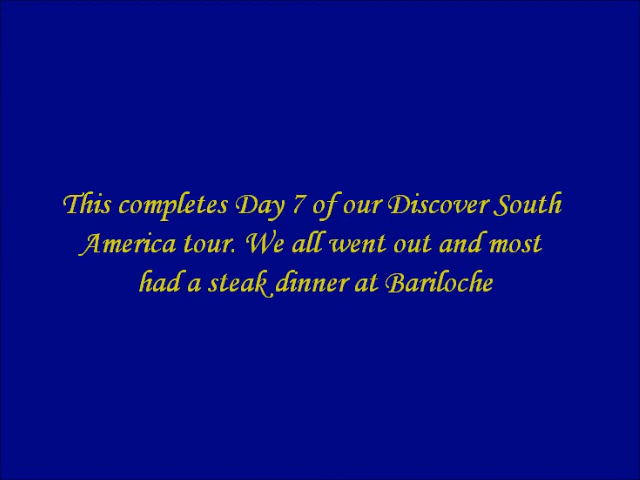 This completes Day 7 of our Discover South
America tour. We all went out and most
had a steak dinner at Bariloche